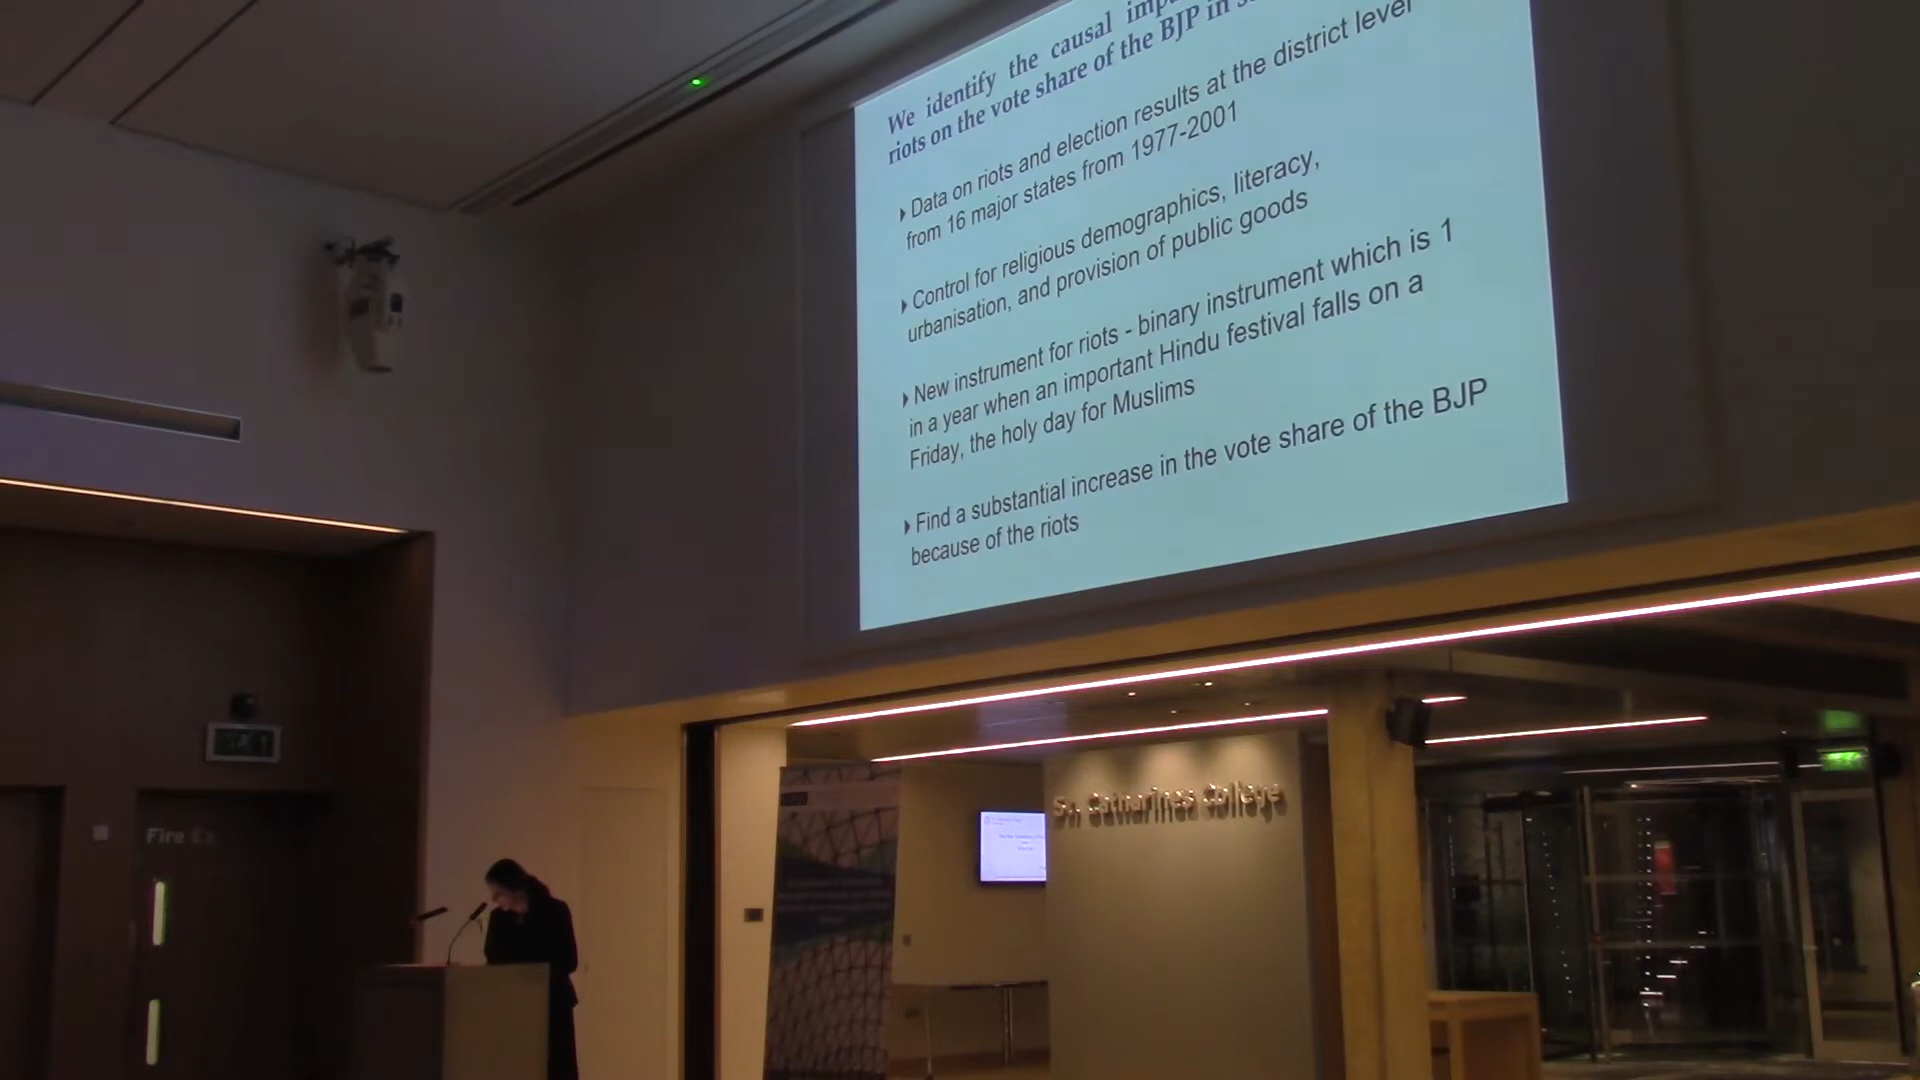 We identify the causal
riots on the vote share of the BJP in
Data on riots and election results at the district level
from 16 major states from 1977-2001
Control for religious demographics, literacy,
urbanisation, and provision of public goods
New instrument for riots - binary instrument which is 1
in a year when an important Hindu festival falls on a
Friday, the holy day for Muslims
Find a substantial increase in the vote share of the BJP
because of the riots
St. Catharine's College
Fire